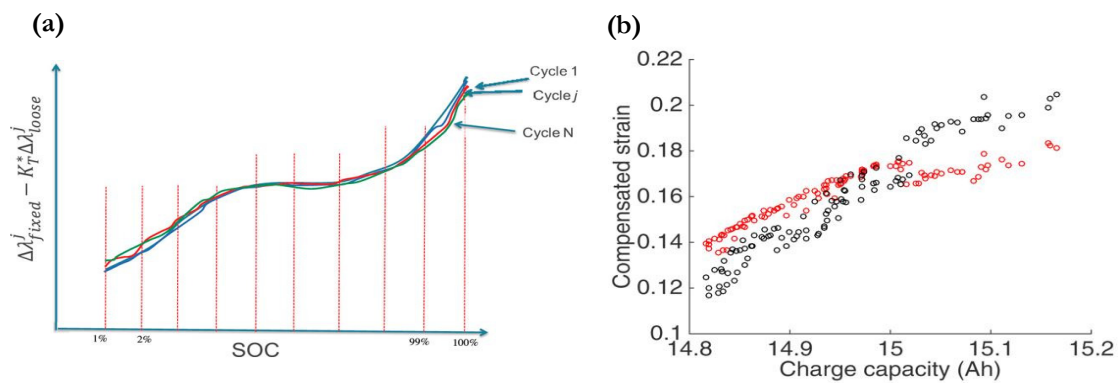 (a)
Δλ^j_fixed − K*_T Δλ^j_loose
Cycle 1
Cycle j
Cycle N
1%
2%
99%
100%
SOC
(b)
Compensated strain
0.22
0.2
0.18
0.16
0.14
0.12
0.1
14.8
14.9
15
15.1
15.2
Charge capacity (Ah)